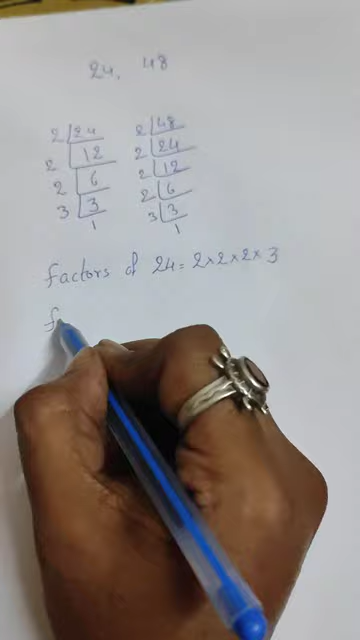 24, 48
2 24 2 48
2 12 2 24
2 6 2 12
3 3 2 6
1 3 3
1
factors of 24 = 2 × 2 × 2 × 3
f